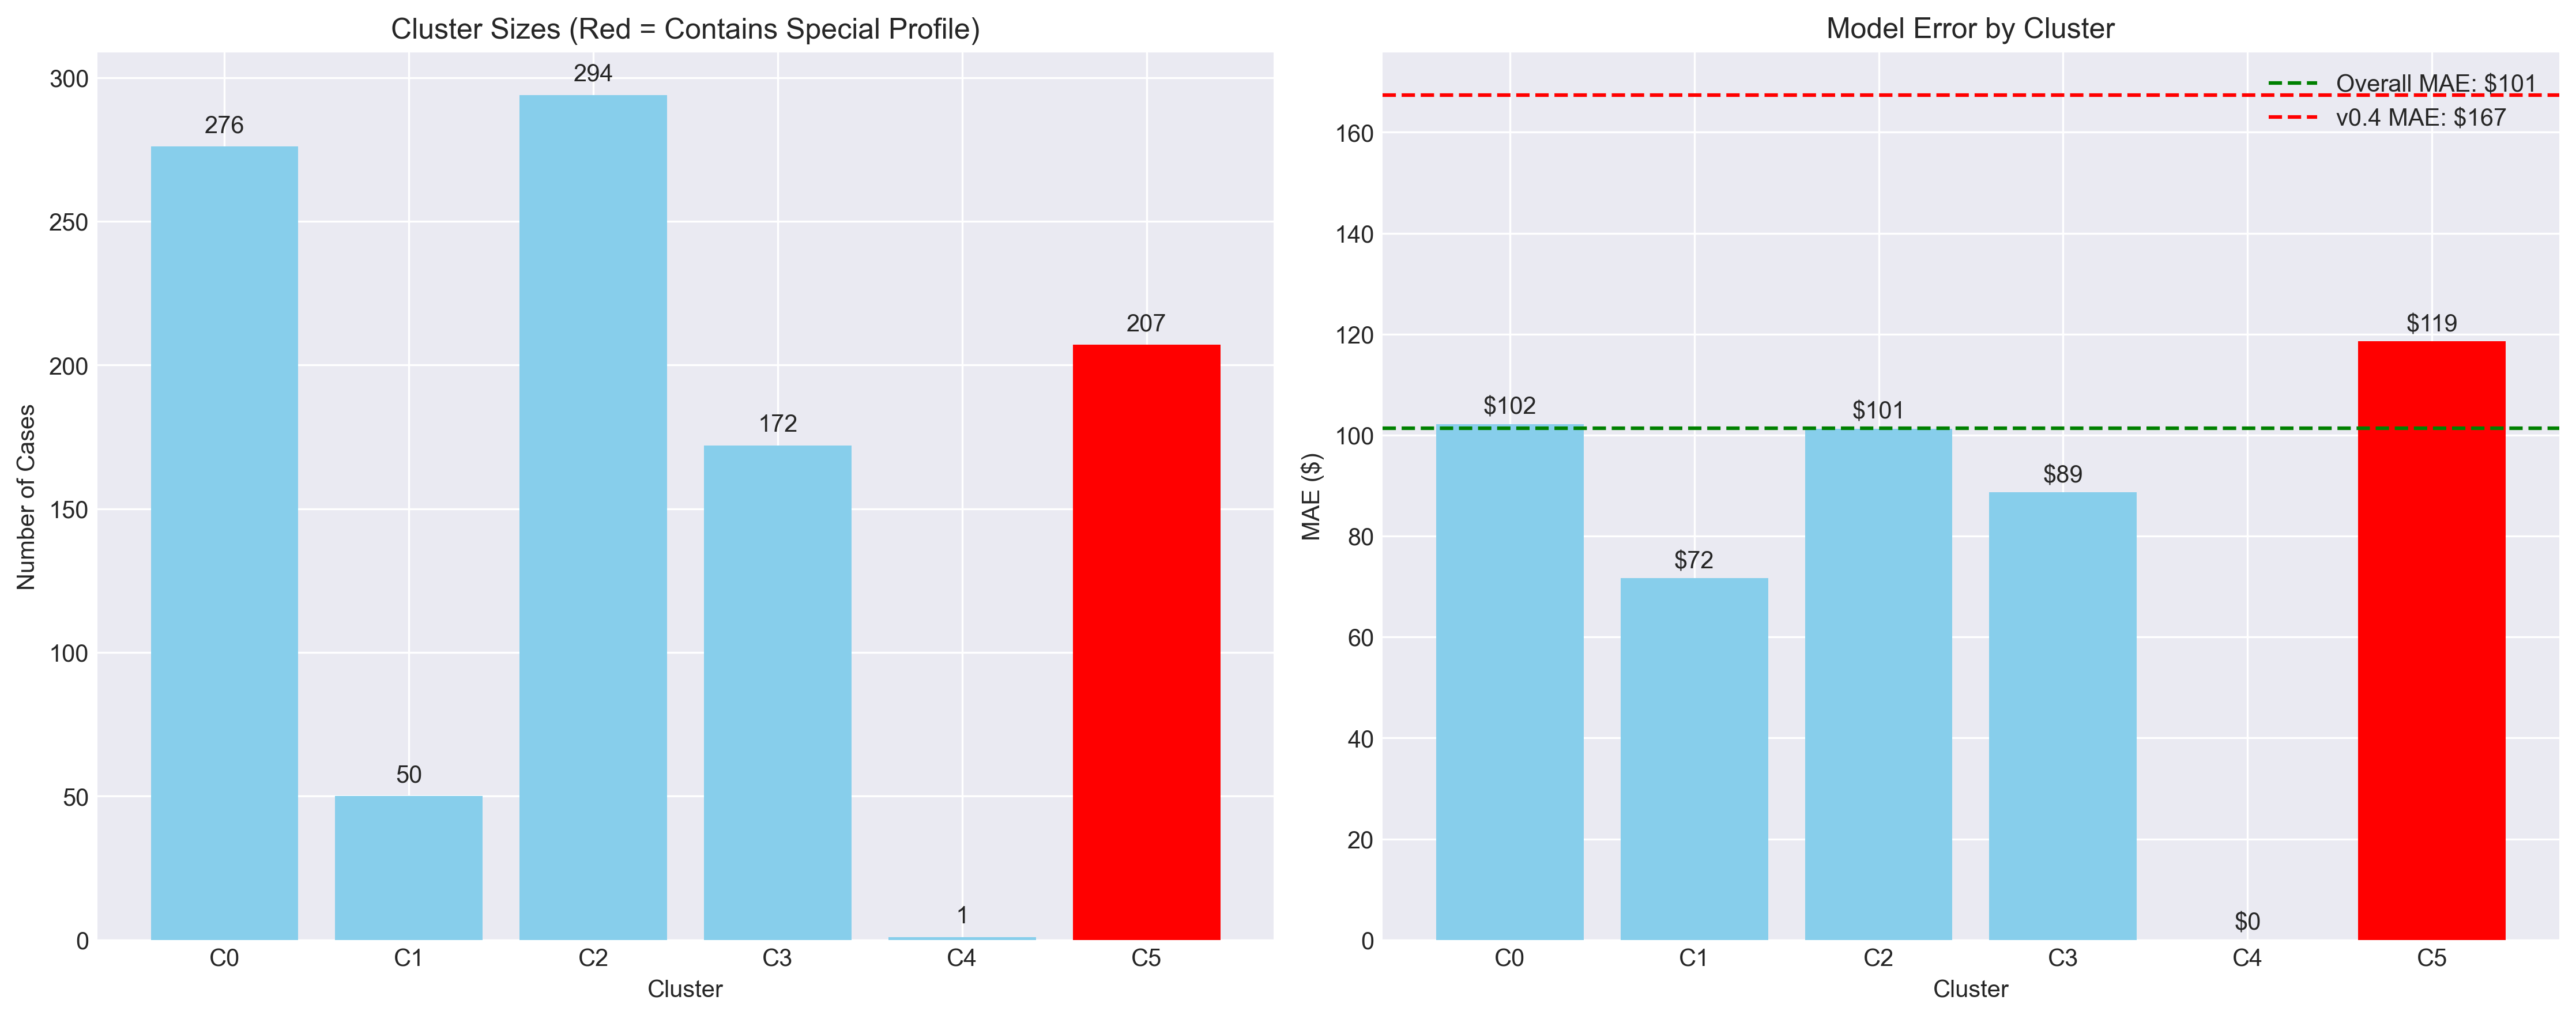 Cluster Sizes (Red = Contains Special Profile)
300
250
200
150
100
50
0
Number of Cases
276
50
294
172
1
207
C0 C1 C2 C3 C4 C5
Cluster
Model Error by Cluster
Overall MAE: $101
v0.4 MAE: $167
160
140
120
100
80
60
40
20
0
MAE ($)
$102
$72
$101
$89
$0
$119
C0 C1 C2 C3 C4 C5
Cluster